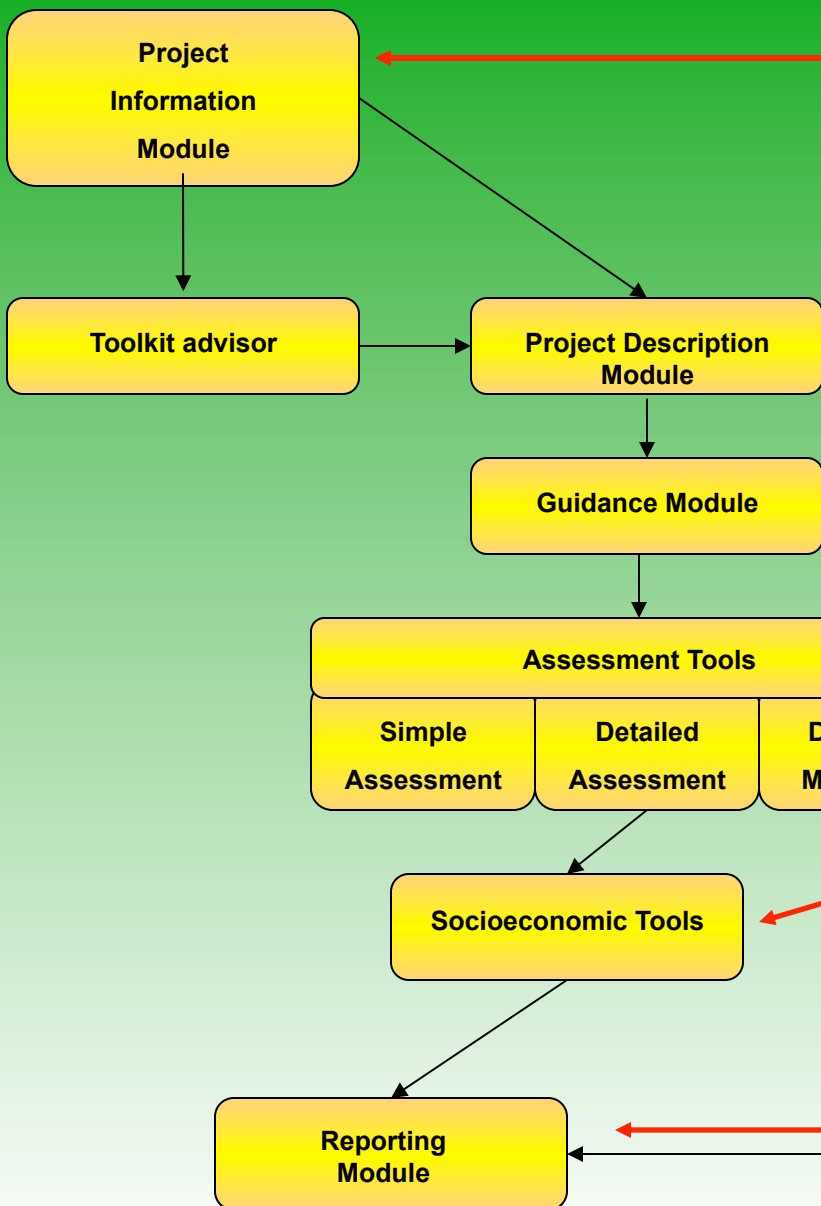 Project
Information
Module
Toolkit advisor
Project Description
Module
Guidance Module
Assessment Tools
Simple
Assessment
Detailed
Assessment
Socioeconomic Tools
Reporting
Module